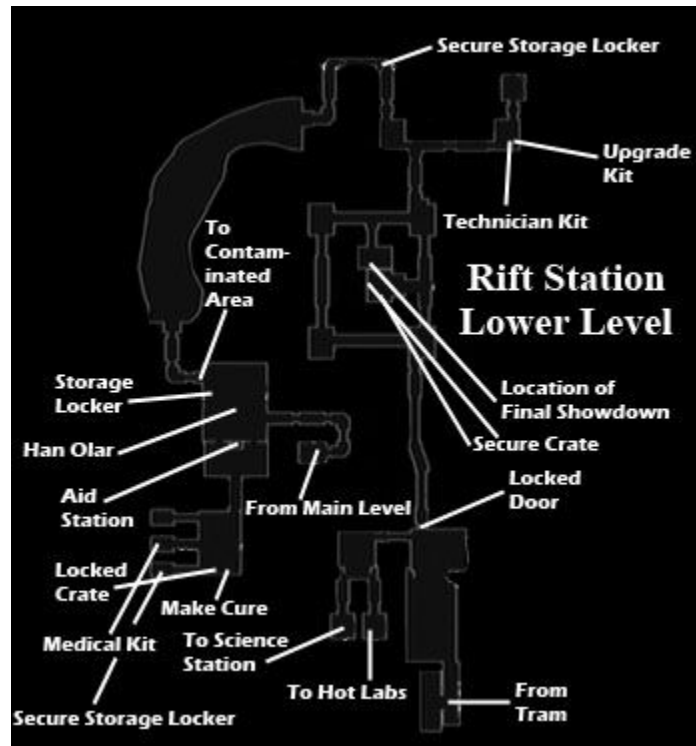 Secure Storage Locker
Upgrade
Kit
Technician Kit
To
Contam-
inated
Area
Rift Station
Lower Level
Storage
Locker
Location of
Final Showdown
Han Olar
Secure Crate
Aid
Station
From Main Level
Locked
Door
Locked
Crate
Make Cure
Medical Kit
To Science
Station
To Hot Labs
From
Tram
Secure Storage Locker